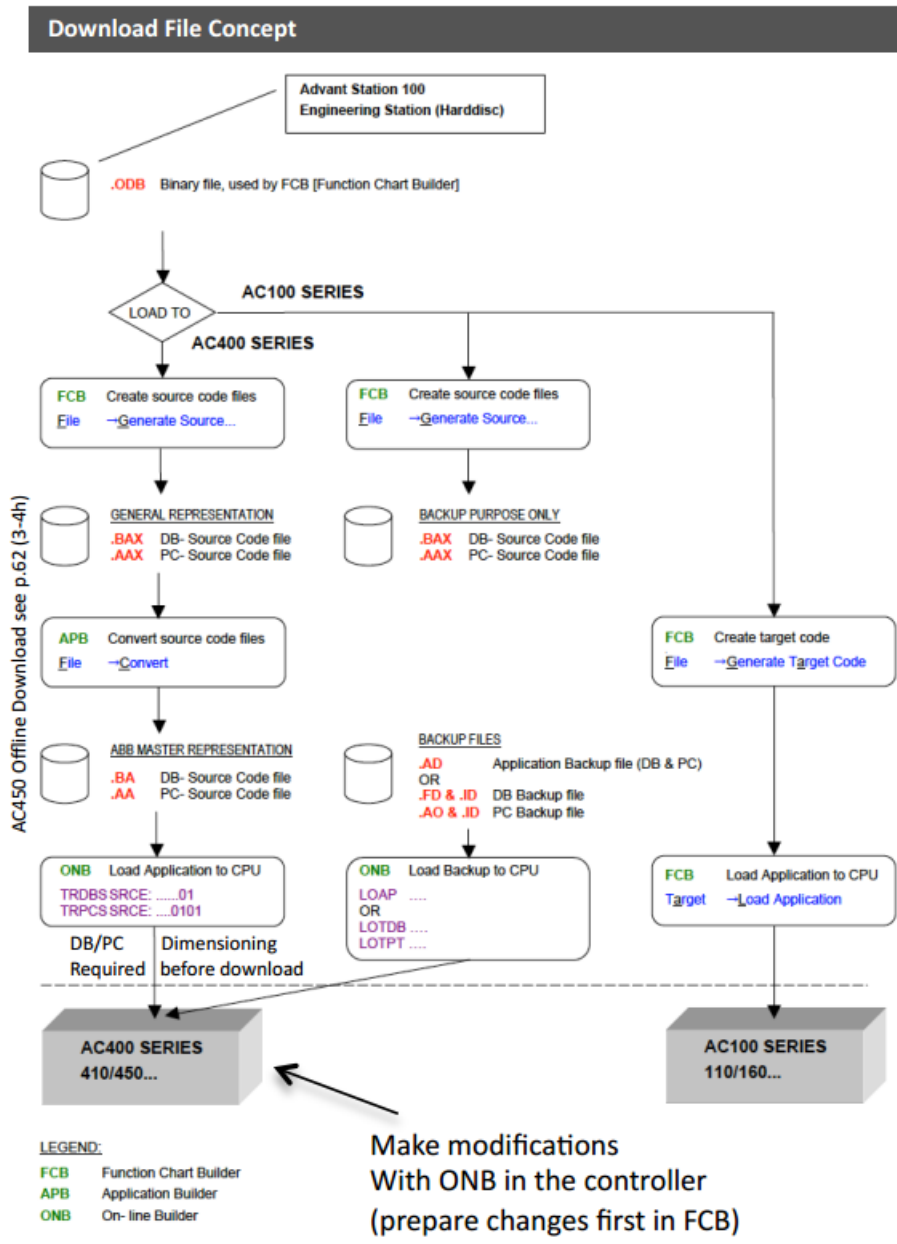 Download File Concept
Advant Station 100
Engineering Station (Harddisc)
.ODB Binary file, used by FCB [Function Chart Builder]
LOAD TO
AC100 SERIES
AC400 SERIES
FCB Create source code files
File →Generate Source...
FCB Create source code files
File →Generate Source...
AC450 Offline Download see p.62 (3-4h)
GENERAL REPRESENTATION
.BAX DB- Source Code file
.AAX PC- Source Code file
BACKUP PURPOSE ONLY
.BAX DB- Source Code file
.AAX PC- Source Code file
APB Convert source code files
File →Convert
FCB Create target code
File →Generate Target Code
ABB MASTER REPRESENTATION
.BA DB- Source Code file
.AA PC- Source Code file
BACKUP FILES
.AD Application Backup file (DB & PC)
OR
.FD & .ID DB Backup file
.AO & .ID PC Backup file
ONB Load Application to CPU
TRDBS SRCE: ......01
TRPCS SRCE: ....0101
ONB Load Backup to CPU
LOAP ....
OR
LOTDB ....
LOTPT ....
FCB Load Application to CPU
Target →Load Application
DB/PC Dimensioning
Required before download
AC400 SERIES
410/450...
AC100 SERIES
110/160...
LEGEND:
FCB Function Chart Builder
APB Application Builder
ONB On- line Builder
Make modifications
With ONB in the controller
(prepare changes first in FCB)